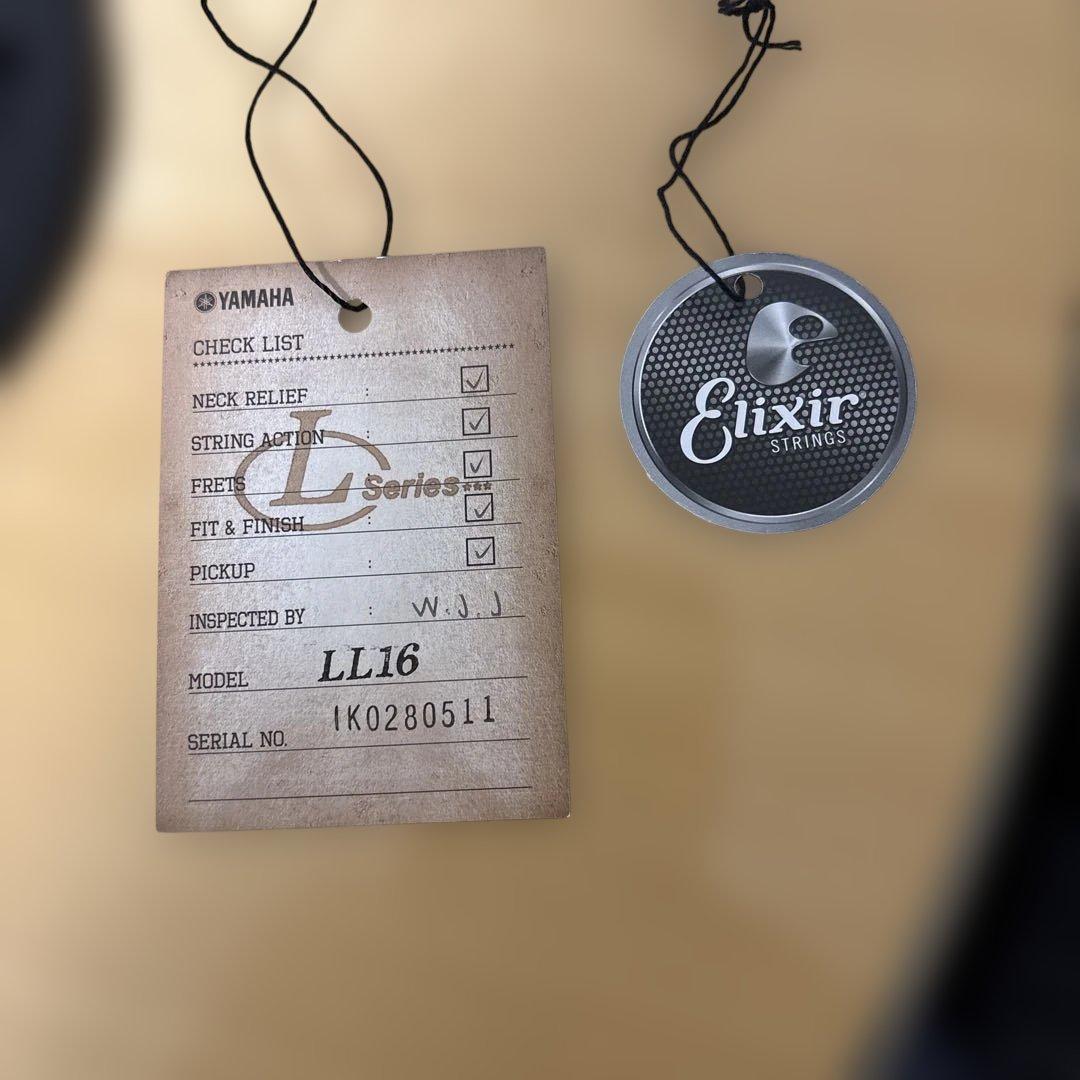 YAMAHA
CHECK LIST
NECK RELIEF :
STRING ACTION :
FRETS :
L Series
FIT & FINISH :
PICKUP :
INSPECTED BY : W.J.J
MODEL LL16
SERIAL NO. IK0280511
Elixir
STRINGS